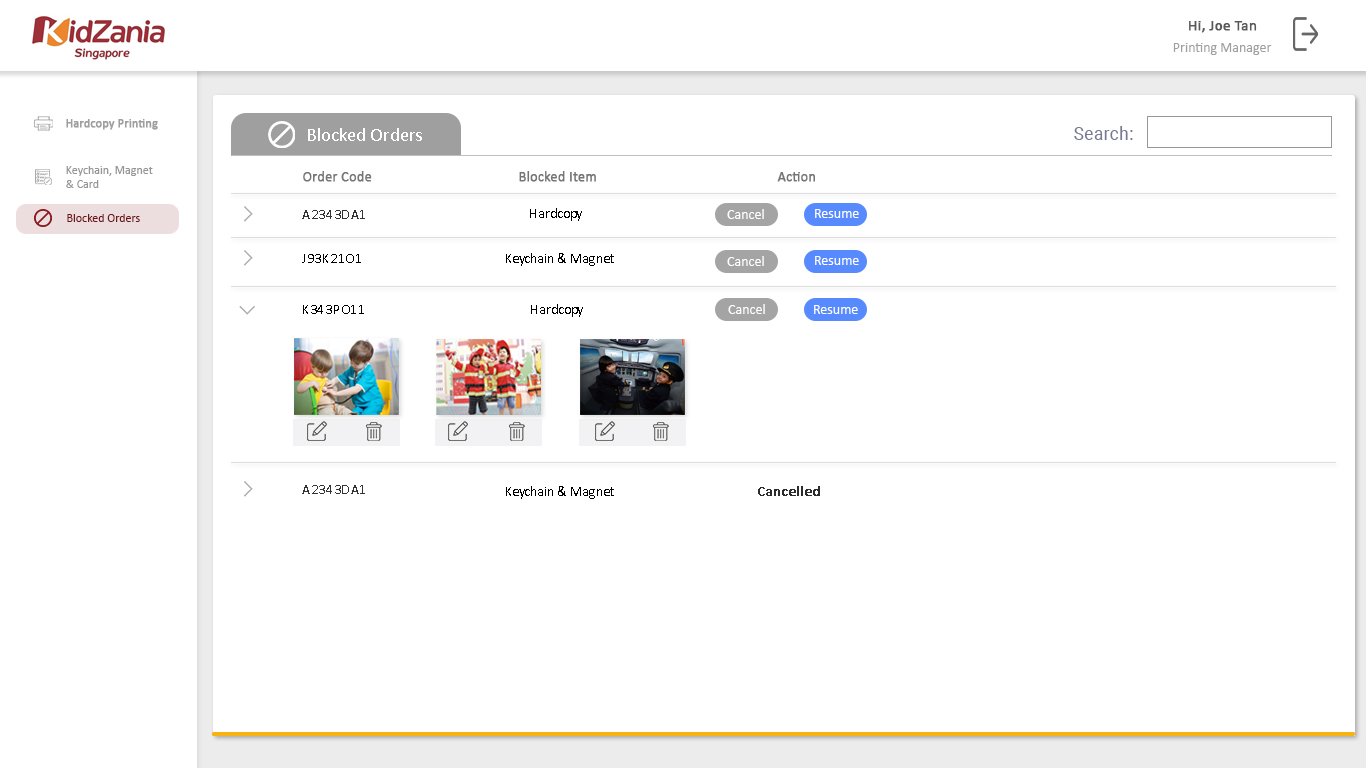 KidZania
Singapore
Hi, Joe Tan
Printing Manager
Hardcopy Printing
Keychain, Magnet
& Card
Blocked Orders
Blocked Orders
Search:
Order Code Blocked Item Action
A2343DA1 Hardcopy Cancel Resume
J93K21O1 Keychain & Magnet Cancel Resume
K343PO11 Hardcopy Cancel Resume
A2343DA1 Keychain & Magnet Cancelled